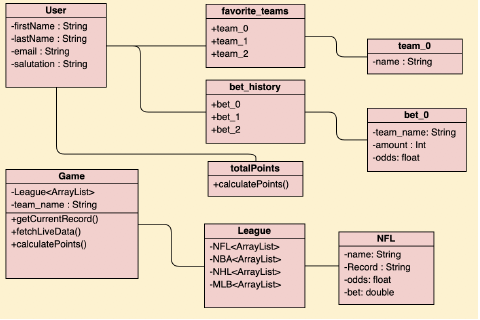 User
-firstName : String
-lastName : String
-email : String
-salutation : String
favorite_teams
+team_0
+team_1
+team_2
team_0
-name : String
bet_history
+bet_0
+bet_1
+bet_2
bet_0
-team_name: String
-amount : Int
-odds: float
totalPoints
+calculatePoints()
Game
-League<ArrayList>
-team_name : String
+getCurrentRecord()
+fetchLiveData()
+calculatePoints()
League
-NFL<ArrayList>
-NBA<ArrayList>
-NHL<ArrayList>
-MLB<ArrayList>
NFL
-name: String
-Record : String
-odds: float
-bet: double